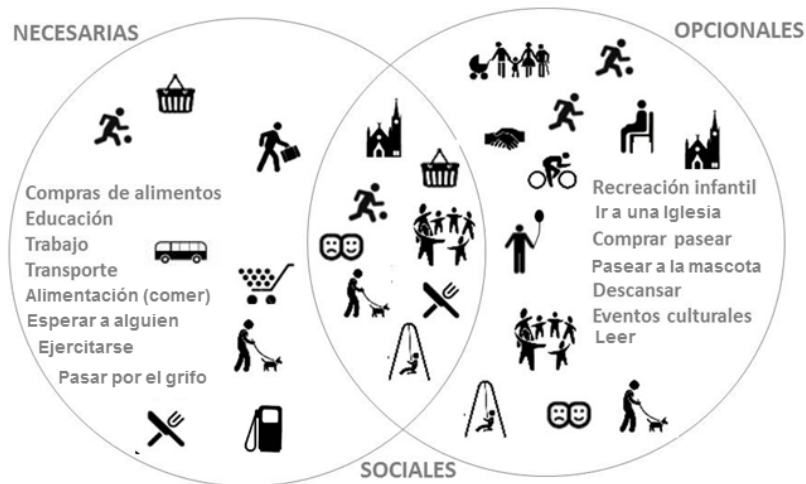 NECESARIAS
OPCIONALES
Compras de alimentos
Educación
Trabajo
Transporte
Alimentación (comer)
Esperar a alguien
Ejercitarse
Pasar por el grifo
Recreación infantil
Ir a una Iglesia
Comprar pasear
Pasear a la mascota
Descansar
Eventos culturales
Leer
SOCIALES